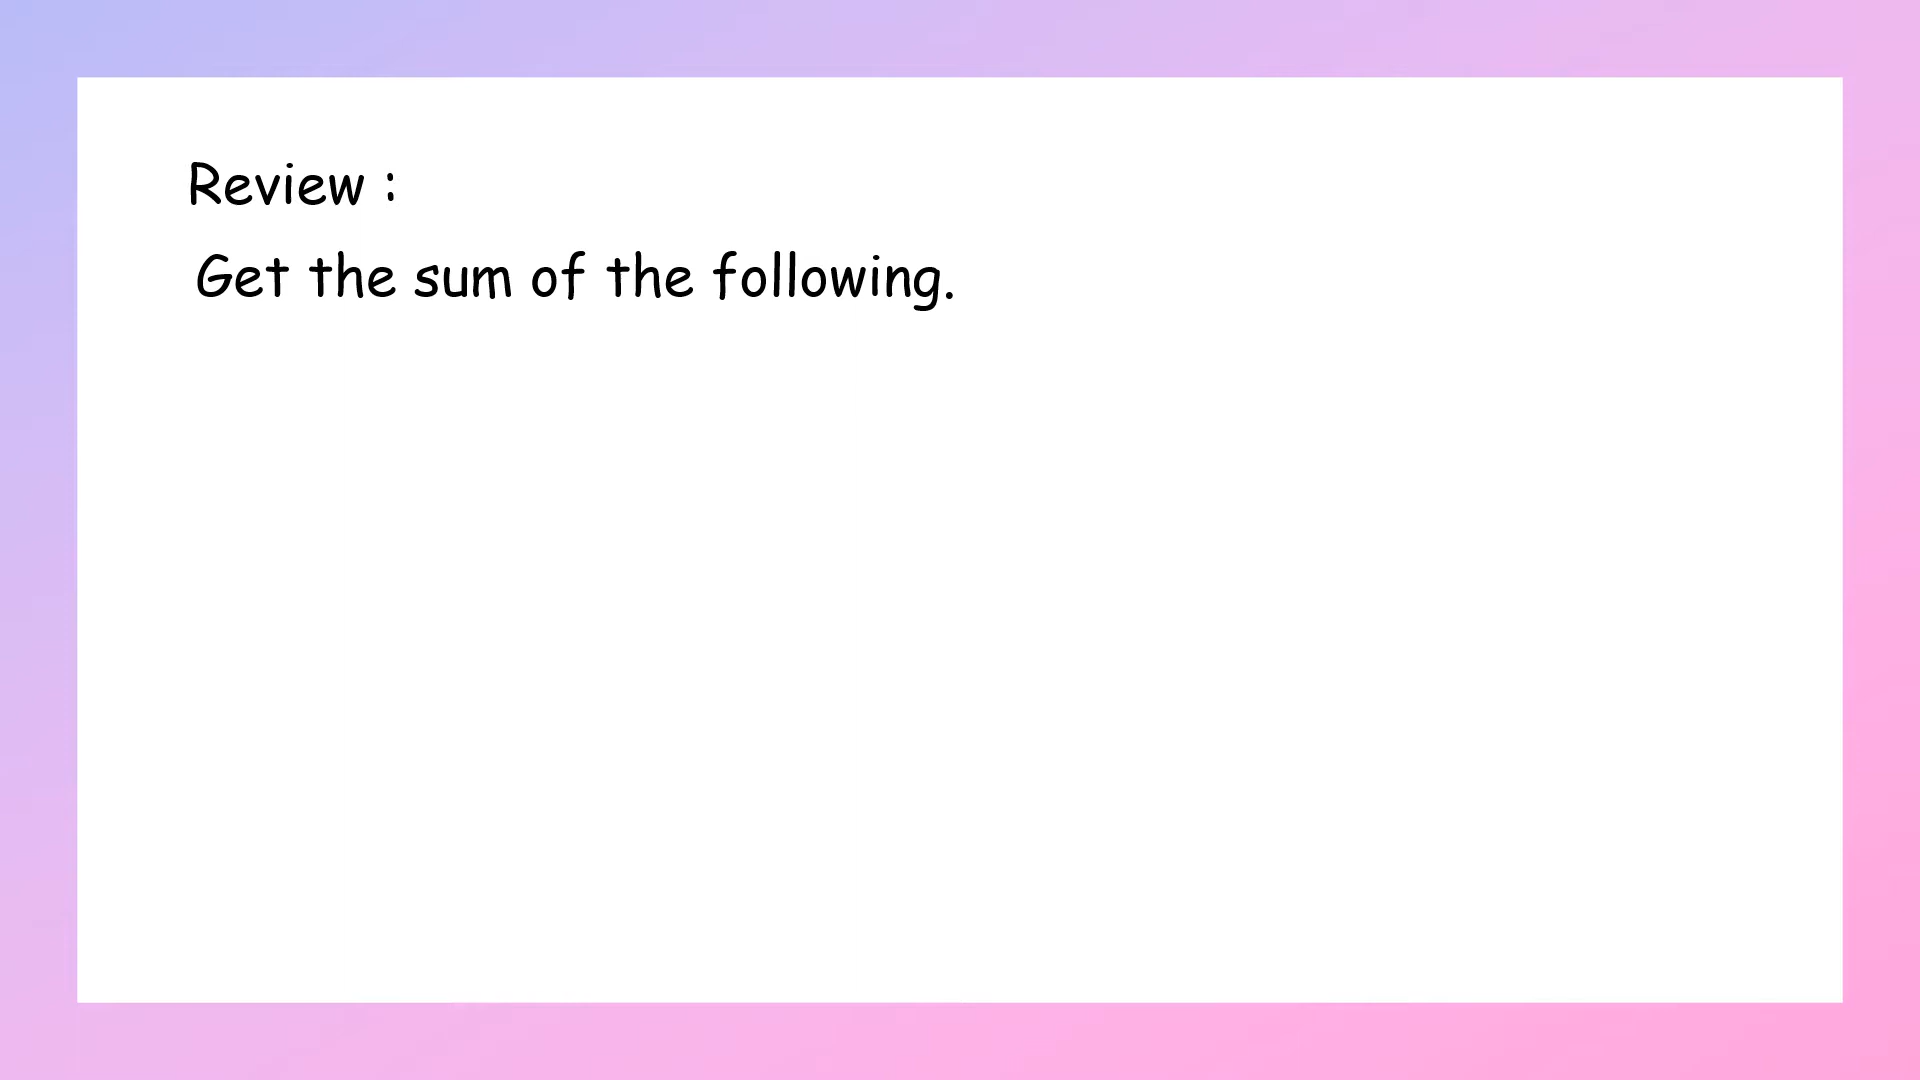 Review :
Get the sum of the following.